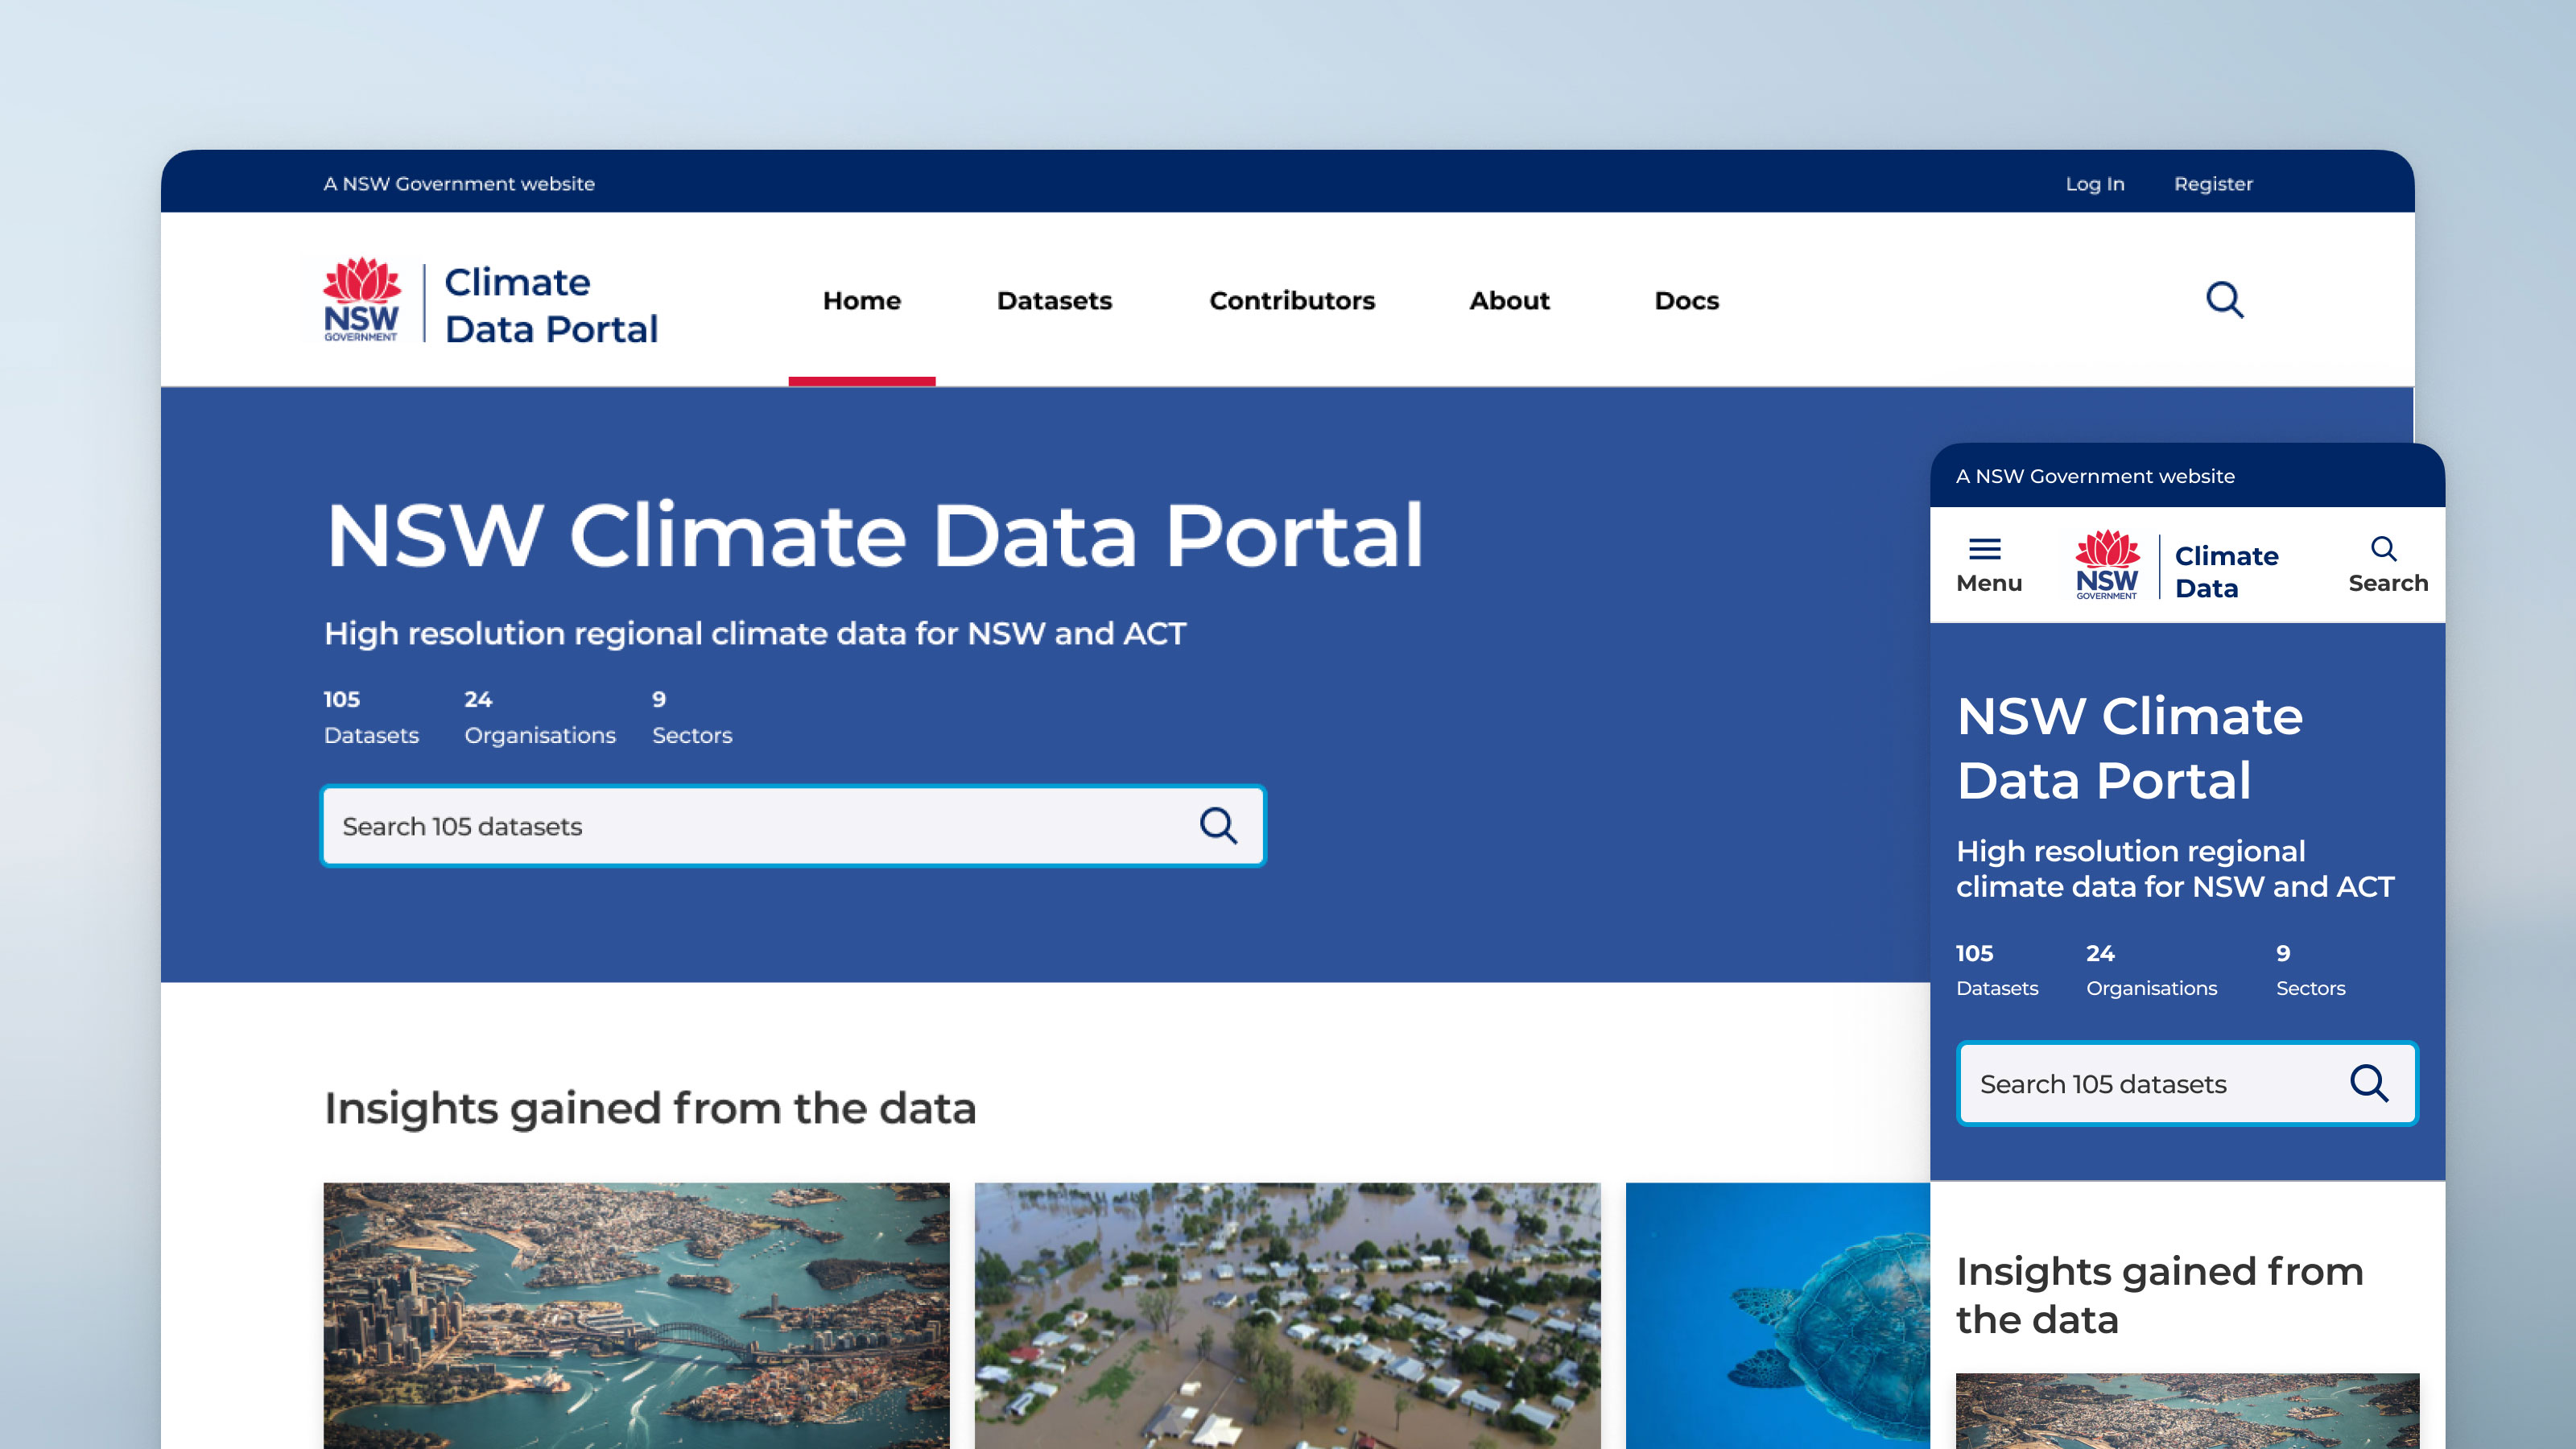 A NSW Government website
Log In
Register
NSW
GOVERNMENT
Climate
Data Portal
Home
Datasets
Contributors
About
Docs
NSW Climate Data Portal
High resolution regional climate data for NSW and ACT
105
24
9
Datasets
Organisations
Sectors
Search 105 datasets
Insights gained from the data
A NSW Government website
Menu
NSW
GOVERNMENT
Climate
Data
Search
NSW Climate
Data Portal
High resolution regional
climate data for NSW and ACT
105
24
9
Datasets
Organisations
Sectors
Search 105 datasets
Insights gained from
the data